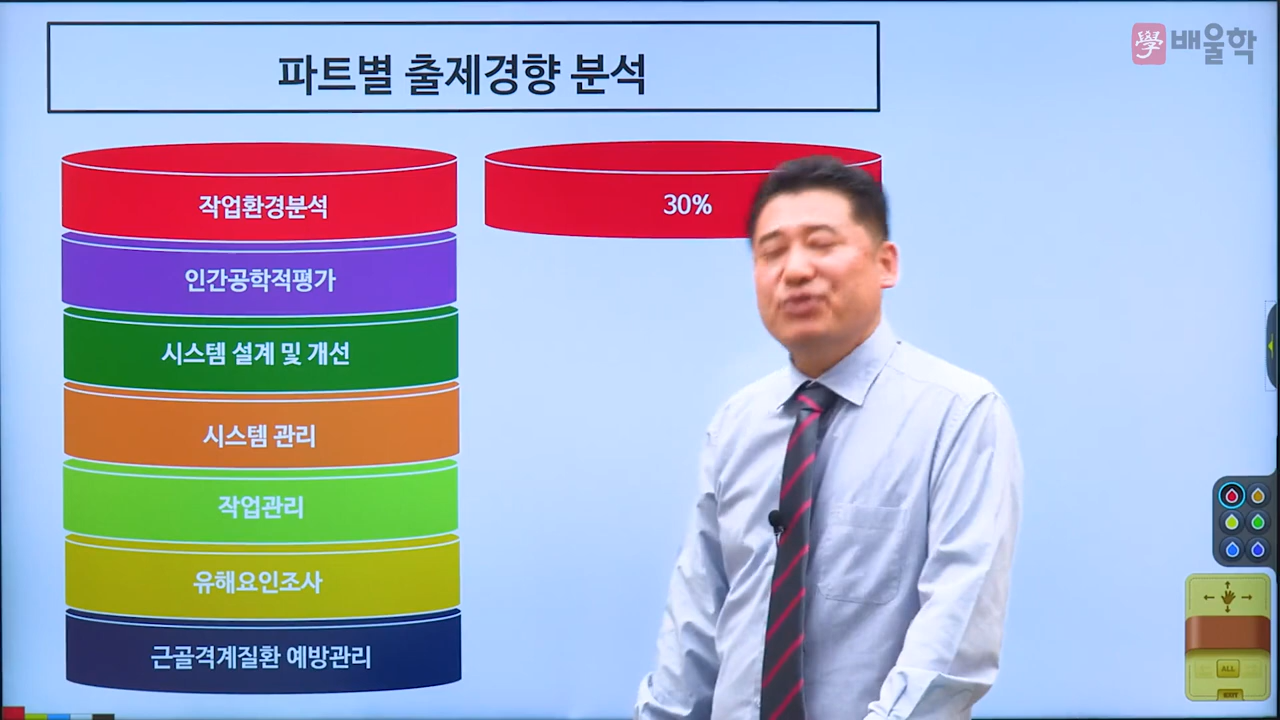 파트별 출제경향 분석
學 배울학
작업환경분석
30%
인간공학적평가
시스템 설계 및 개선
시스템 관리
작업관리
유해요인조사
근골격계질환 예방관리
ALL
EXIT